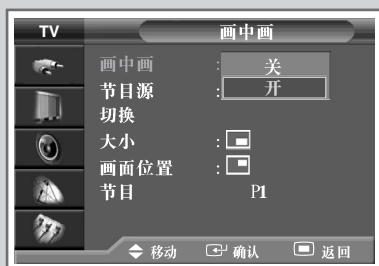 TV 画中画
画中画 : 关
节目源 : 开
切换
大小 :
画面位置 :
节目 P1
移动 确认 返回